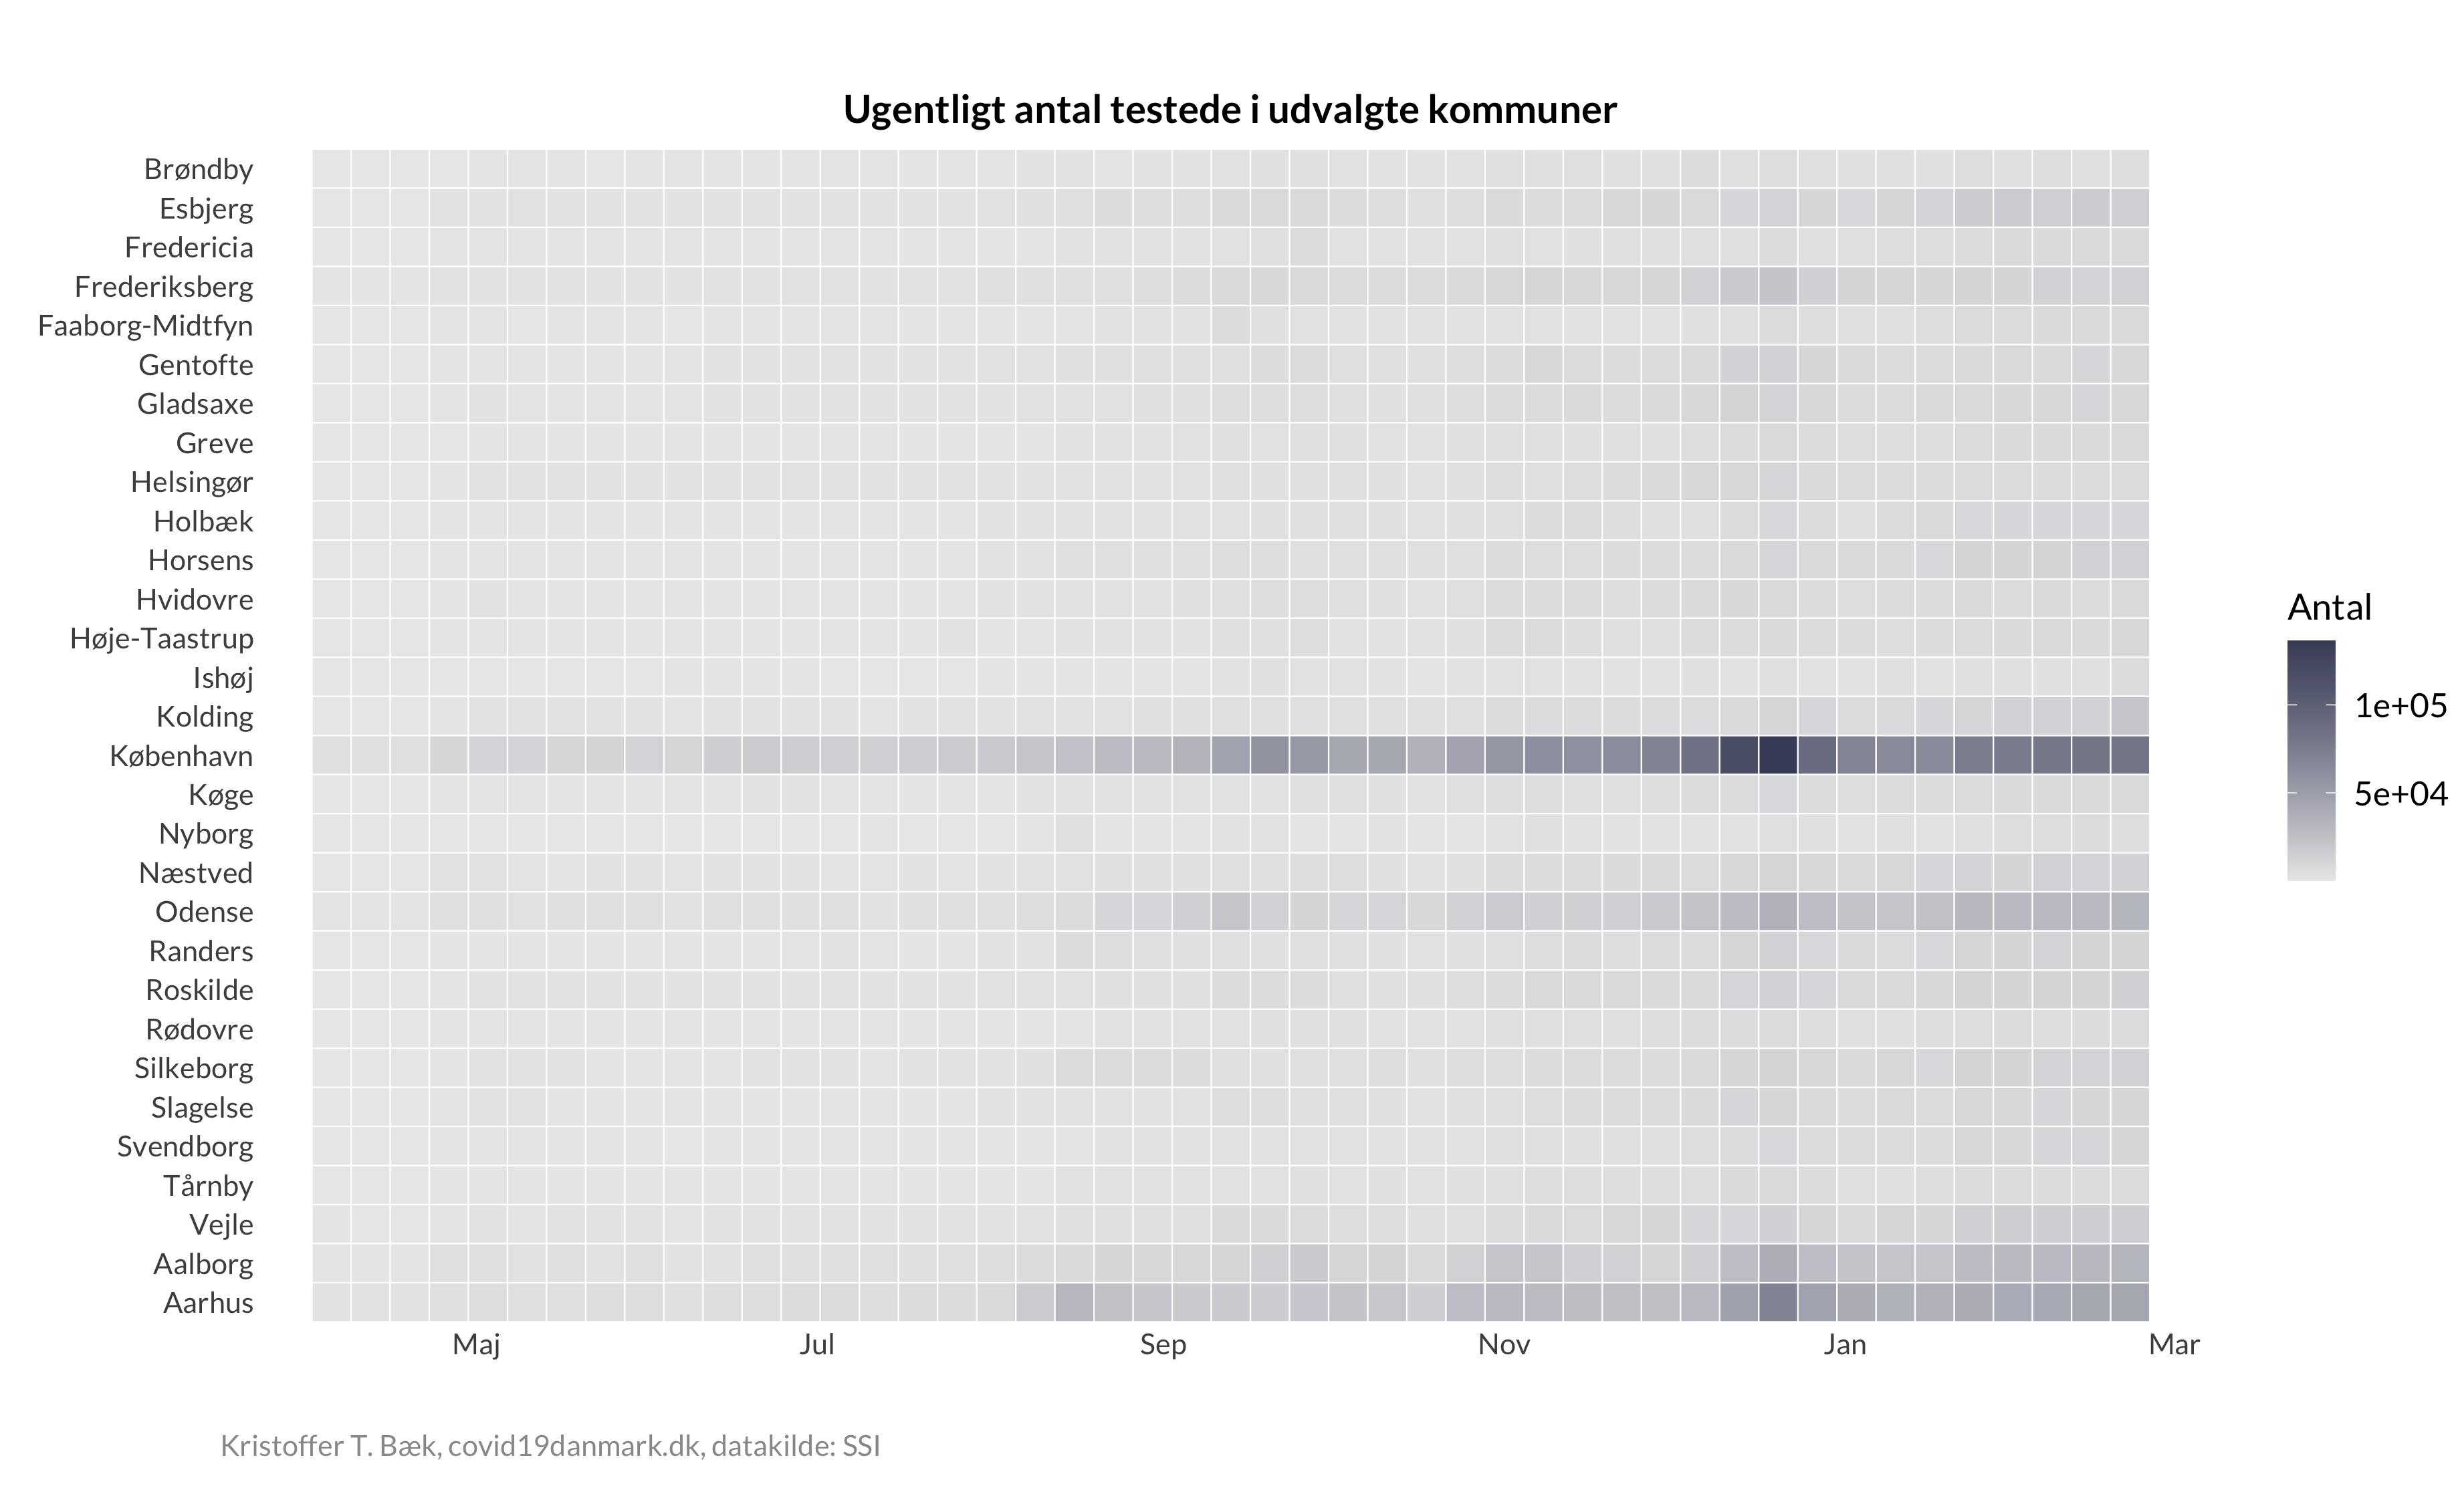 Ugentligt antal testede i udvalgte kommuner
Brøndby
Esbjerg
Fredericia
Frederiksberg
Faaborg-Midtfyn
Gentofte
Gladsaxe
Greve
Helsingør
Holbæk
Horsens
Hvidovre
Høje-Taastrup
Ishøj
Kolding
København
Køge
Nyborg
Næstved
Odense
Randers
Roskilde
Rødovre
Silkeborg
Slagelse
Svendborg
Tårnby
Vejle
Aalborg
Aarhus
Maj Jul Sep Nov Jan Mar
Antal
1e+05
5e+04
Kristoffer T. Bæk, covid19danmark.dk, datakilde: SSI